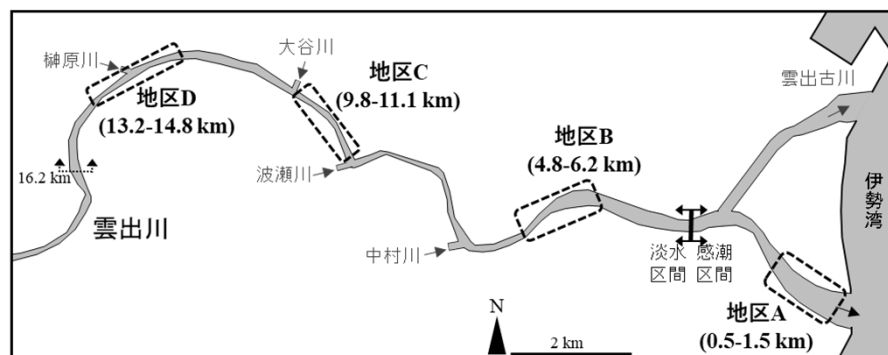 榊原川
大谷川
地区C
(9.8-11.1 km)
雲出古川
地区D
(13.2-14.8 km)
地区B
(4.8-6.2 km)
16.2 km
波瀬川
伊勢湾
雲出川
中村川
淡水 感潮
区間 区間
地区A
(0.5-1.5 km)
N
2 km